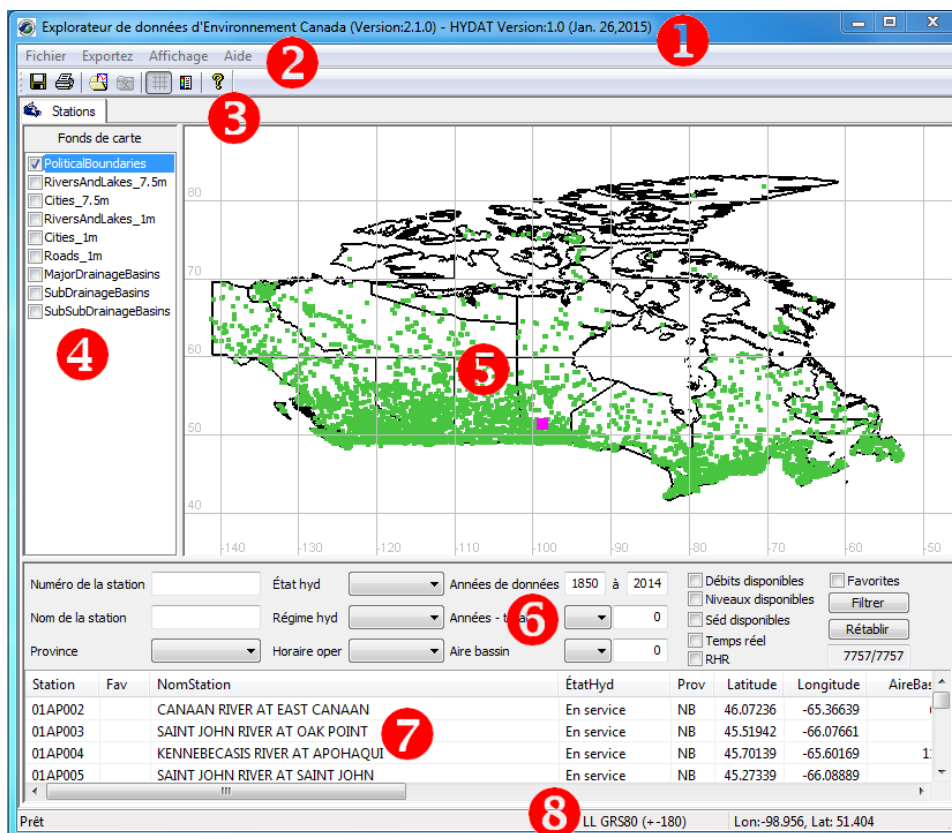 Explorateur de données d'Environnement Canada (Version:2.1.0) - HYDAT Version:1.0 (Jan. 26,2015)
1
Fichier Exportez Affichage Aide
2
3
Stations
Fonds de carte
PoliticalBoundaries
RiversAndLakes_7.5m
Cities_7.5m
RiversAndLakes_1m
Cities_1m
Roads_1m
MajorDrainageBasins
SubDrainageBasins
SubSubDrainageBasins
4
80
70
60
50
40
5
-140 -130 -120 -110 -100 -90 -80 -70 -60 -50
Numéro de la station État hyd Années de données 1850 à 2014 Débits disponibles Favorites
Niveaux disponibles Filtrer
Nom de la station Régime hyd Années - 6 0 Séd disponibles
Temps réel Rétablir
Province Horaire oper Aire bassin 0 RHR 7757/7757
Station Fav NomStation ÉtatHyd Prov Latitude Longitude
01AP002 CANAAN RIVER AT EAST CANAAN En service NB 46.07236 -65.36639
01AP003 SAINT JOHN RIVER AT OAK POINT En service NB 45.51942 -66.07661
7
01AP004 KENNEBECASIS RIVER AT APOHAQUI En service NB 45.70139 -65.60169
01AP005 SAINT JOHN RIVER AT SAINT JOHN En service NB 45.27339 -66.08889
Prêt 8 LL GRS80 (+-180) Lon:-98.956, Lat: 51.404